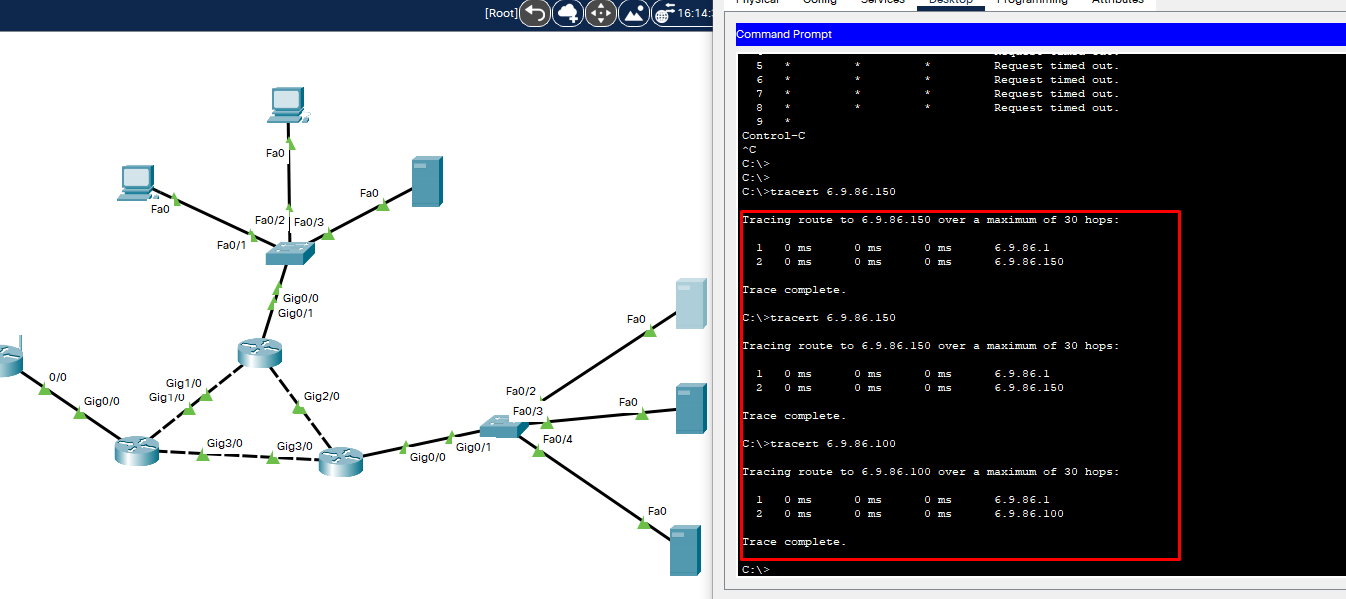 [Root]
16:14:
Physical Config Services Desktop Programming Attributes
Command Prompt
Request timed out.
5 * * * Request timed out.
6 * * * Request timed out.
7 * * * Request timed out.
8 * * * Request timed out.
9 *
Control-C
^C
C:\>
C:\>
C:\>tracert 6.9.86.150
Tracing route to 6.9.86.150 over a maximum of 30 hops:
1 0 ms 0 ms 0 ms 6.9.86.1
2 0 ms 0 ms 0 ms 6.9.86.150
Trace complete.
C:\>tracert 6.9.86.150
Tracing route to 6.9.86.150 over a maximum of 30 hops:
1 0 ms 0 ms 0 ms 6.9.86.1
2 0 ms 0 ms 0 ms 6.9.86.150
Trace complete.
C:\>tracert 6.9.86.100
Tracing route to 6.9.86.100 over a maximum of 30 hops:
1 0 ms 0 ms 0 ms 6.9.86.1
2 0 ms 0 ms 0 ms 6.9.86.100
Trace complete.
C:\>
Fa0
Fa0
Fa0
Fa0/2 Fa0/3
Fa0/1
Gig0/0
Gig0/1
Fa0
0/0
Gig1/0
Gig1/0
Gig2/0
Gig0/0
Fa0/2
Fa0/3
Fa0
Fa0/4
Gig3/0 Gig3/0
Gig0/1
Gig0/0
Fa0